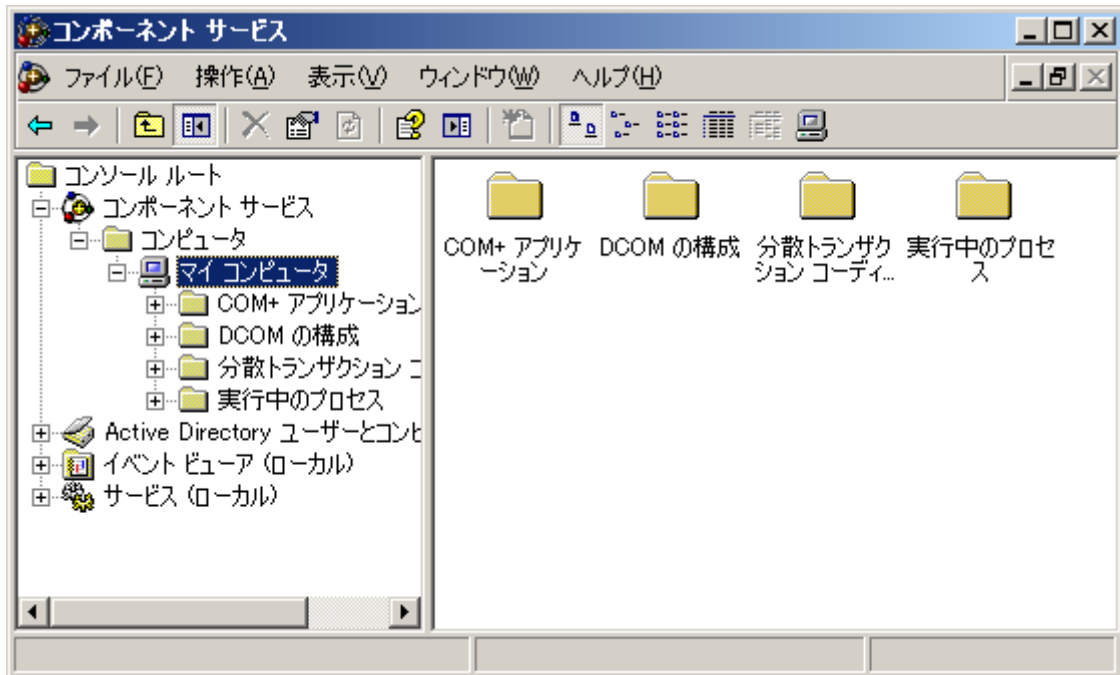 コンポーネント サービス
ファイル(F) 操作(A) 表示(V) ウィンドウ(W) ヘルプ(H)
コンソール ルート
コンポーネント サービス
コンピュータ
マイ コンピュータ
COM+ アプリケーション
DCOM の構成
分散トランザクション コ
実行中のプロセス
Active Directory ユーザーとコンピ
イベント ビューア (ローカル)
サービス (ローカル)
COM+ アプリケ
ーション
DCOM の構成
分散トランザク
ション コーディ...
実行中のプロセ
ス